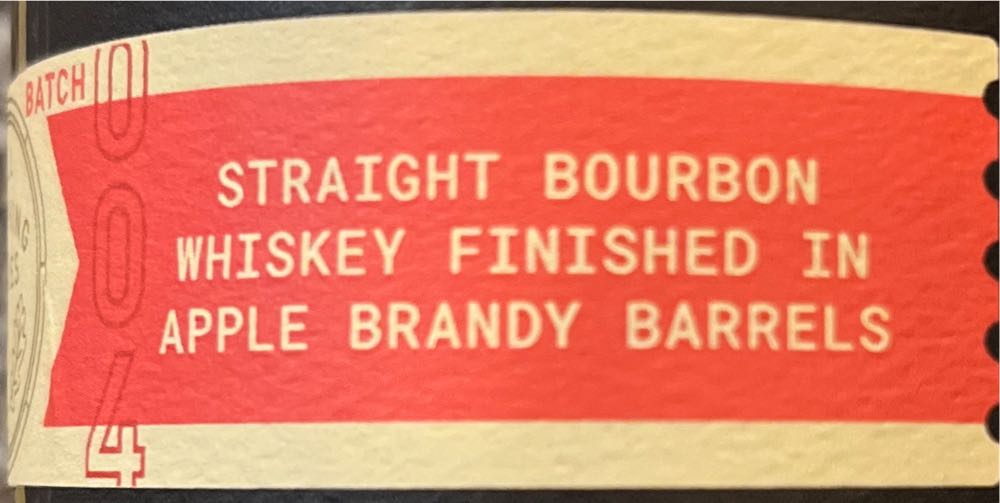 BATCH 004
STRAIGHT BOURBON
WHISKEY FINISHED IN
APPLE BRANDY BARRELS